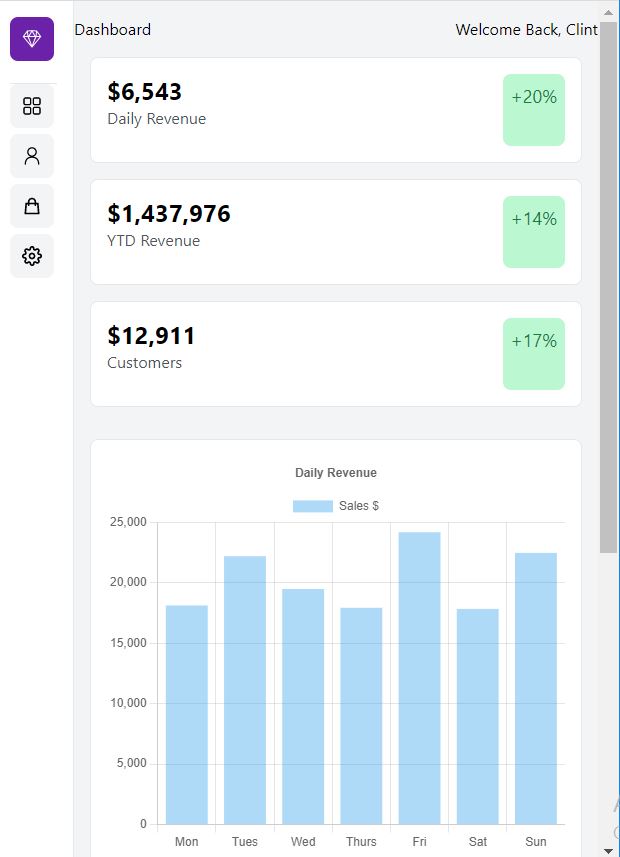 Dashboard Welcome Back, Clint
$6,543 +20%
Daily Revenue
$1,437,976 +14%
YTD Revenue
$12,911 +17%
Customers
Daily Revenue
Sales $
25,000
20,000
15,000
10,000
5,000
0
Mon Tues Wed Thurs Fri Sat Sun